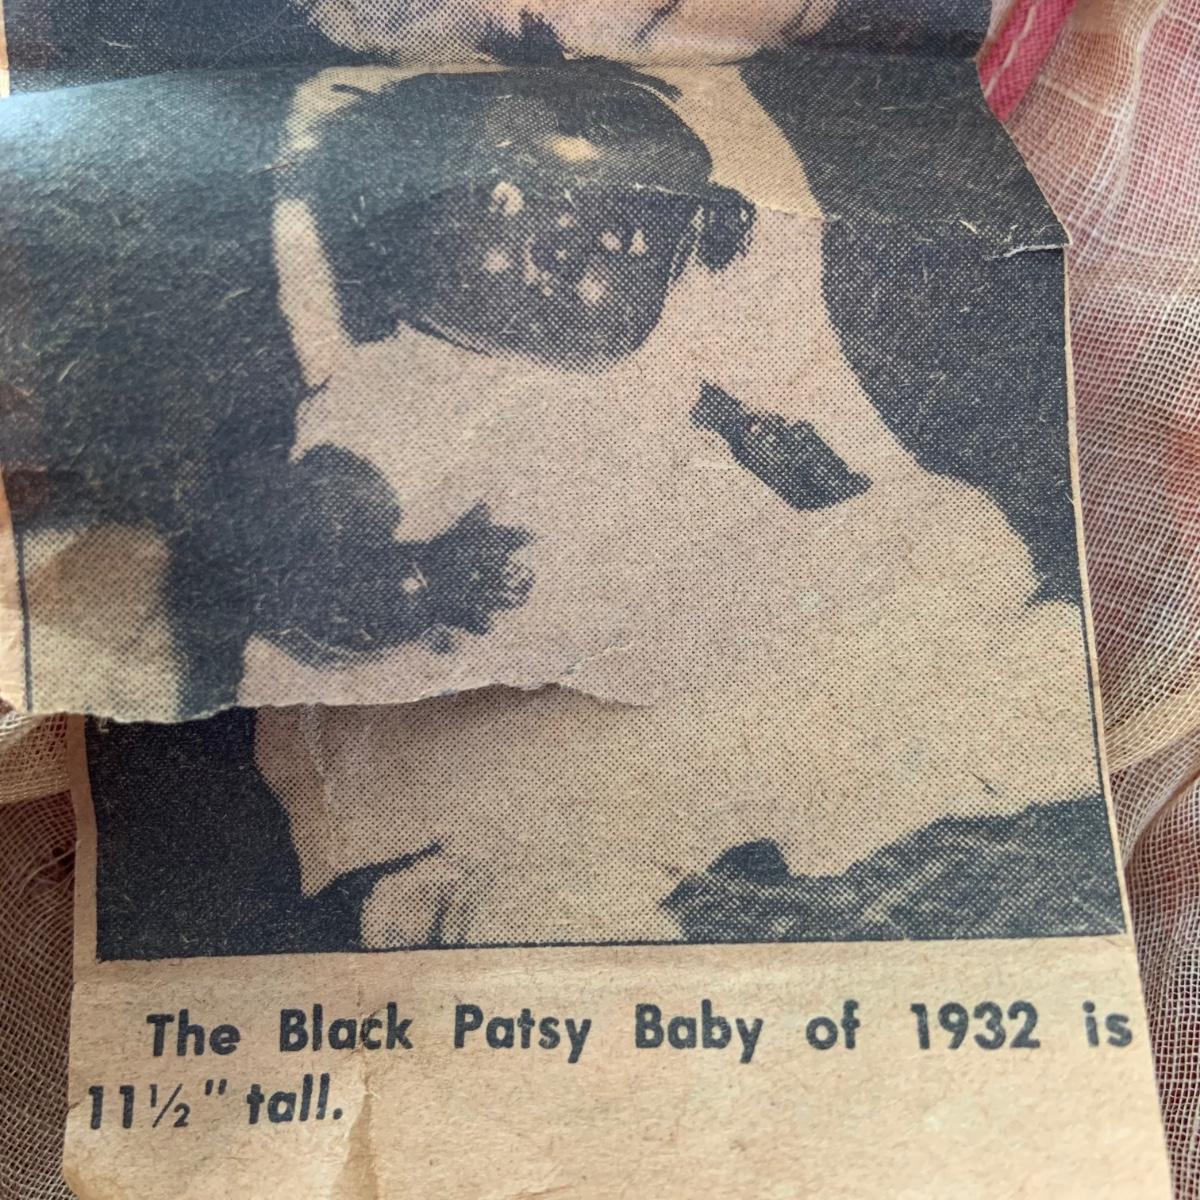 The Black Patsy Baby of 1932 is
11½" tall.